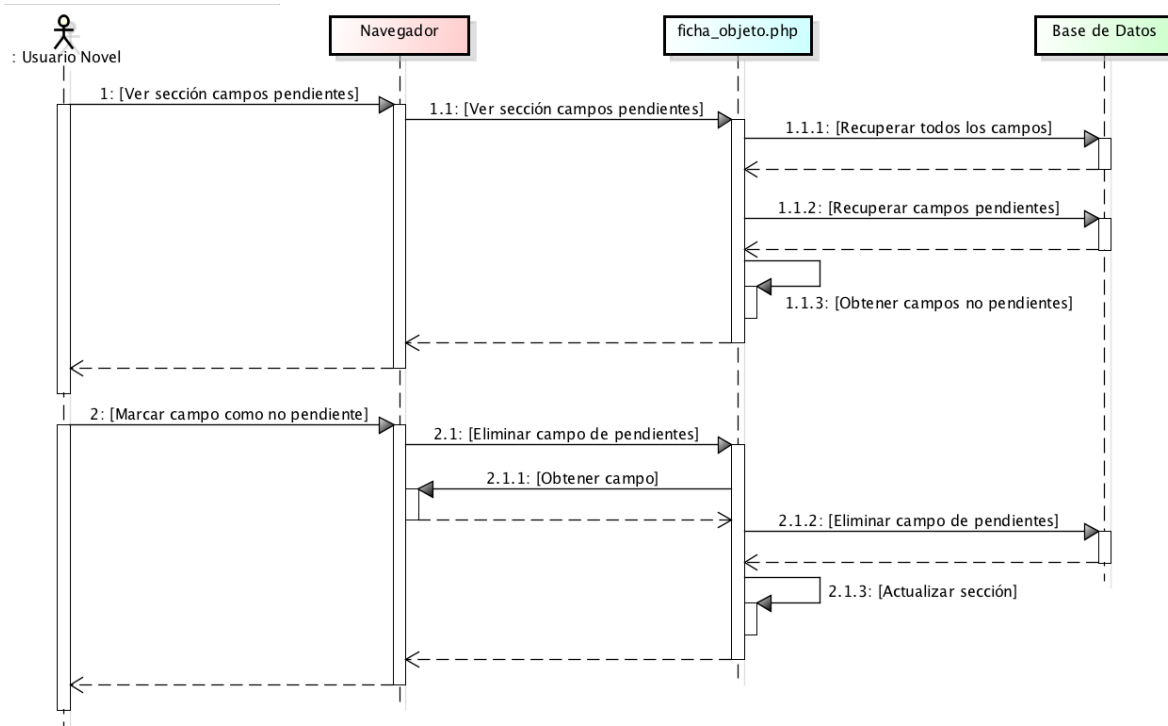 : Usuario Novel
Navegador
ficha_objeto.php
Base de Datos
1: [Ver sección campos pendientes]
1.1: [Ver sección campos pendientes]
1.1.1: [Recuperar todos los campos]
1.1.2: [Recuperar campos pendientes]
1.1.3: [Obtener campos no pendientes]
2: [Marcar campo como no pendiente]
2.1: [Eliminar campo de pendientes]
2.1.1: [Obtener campo]
2.1.2: [Eliminar campo de pendientes]
2.1.3: [Actualizar sección]